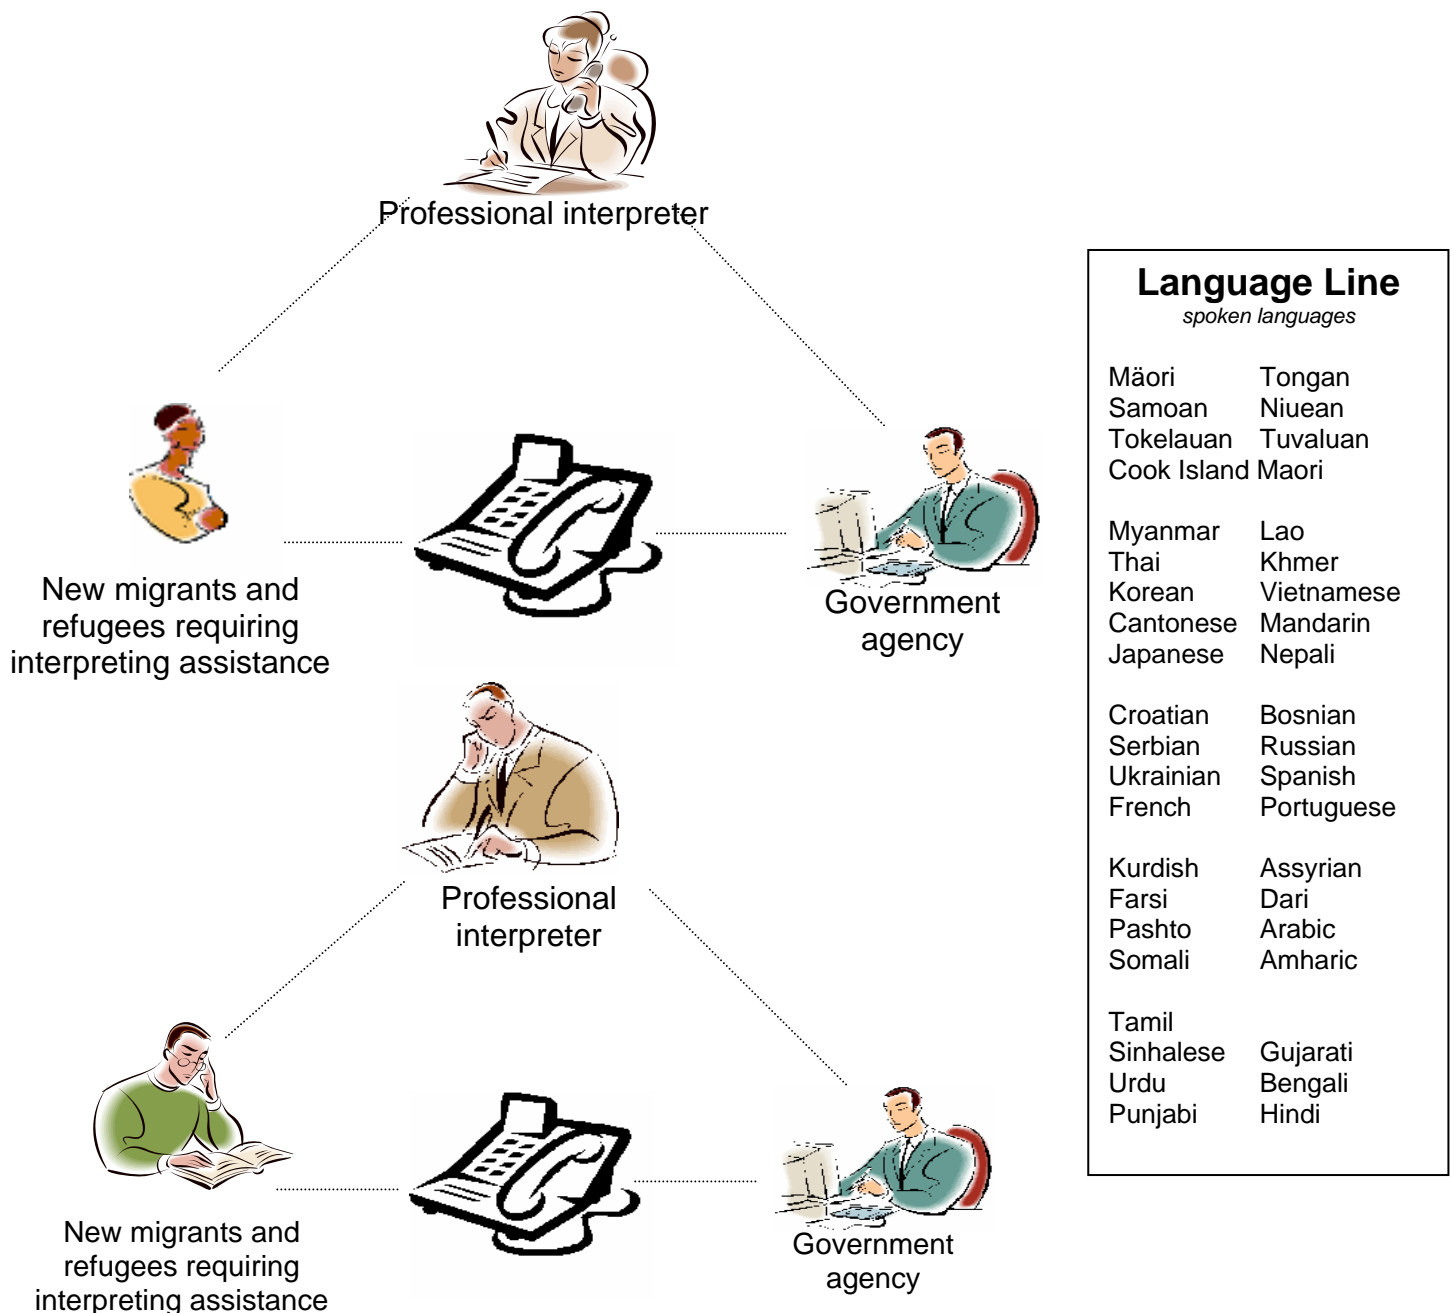 Professional interpreter
New migrants and
refugees requiring
interpreting assistance
Government
agency
Professional
interpreter
New migrants and
refugees requiring
interpreting assistance
Government
agency
Language Line
spoken languages
Mäori Tongan
Samoan Niuean
Tokelauan Tuvaluan
Cook Island Maori
Myanmar Lao
Thai Khmer
Korean Vietnamese
Cantonese Mandarin
Japanese Nepali
Croatian Bosnian
Serbian Russian
Ukrainian Spanish
French Portuguese
Kurdish Assyrian
Farsi Dari
Pashto Arabic
Somali Amharic
Tamil
Sinhalese Gujarati
Urdu Bengali
Punjabi Hindi